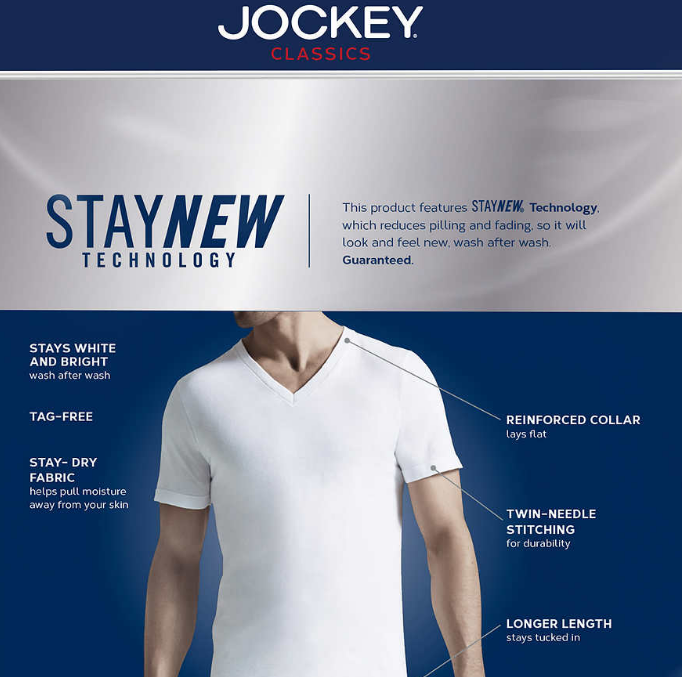 JOCKEY®
CLASSICS
STAYNEW
TECHNOLOGY
This product features STAYNEW® Technology,
which reduces pilling and fading, so it will
look and feel new, wash after wash.
Guaranteed.
STAYS WHITE
AND BRIGHT
wash after wash
TAG-FREE
STAY- DRY
FABRIC
helps pull moisture
away from your skin
REINFORCED COLLAR
lays flat
TWIN-NEEDLE
STITCHING
for durability
LONGER LENGTH
stays tucked in